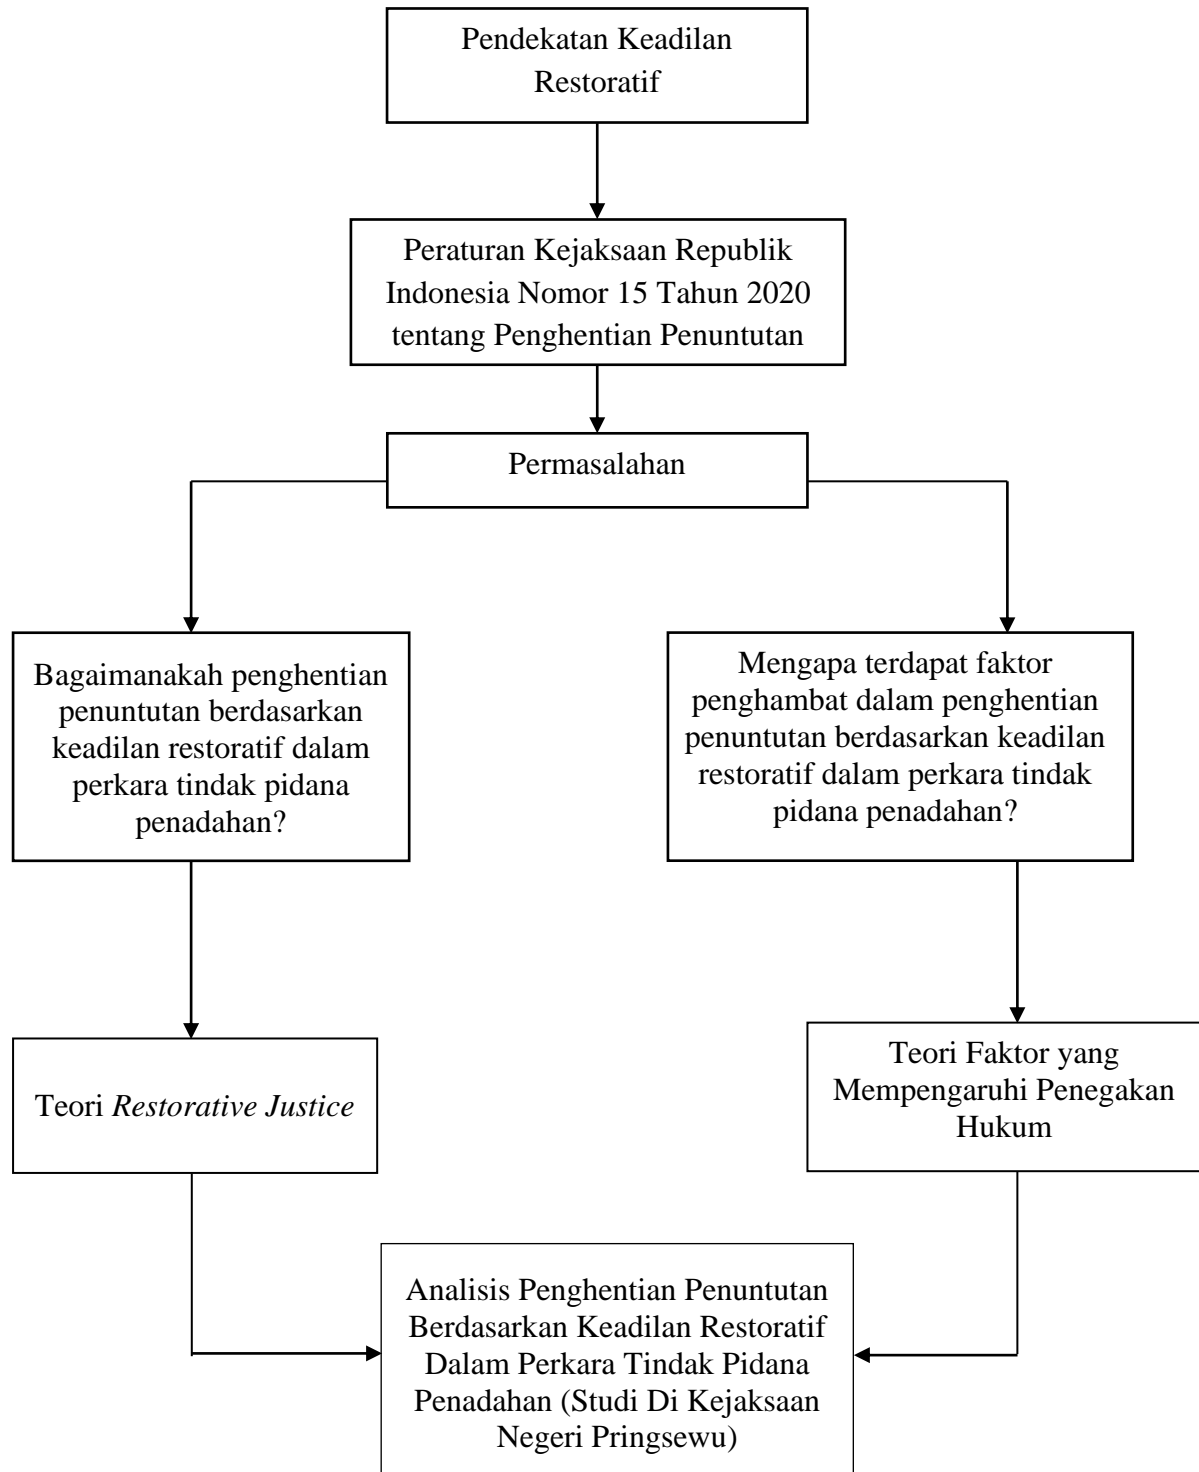 Pendekatan Keadilan
Restoratif
Peraturan Kejaksaan Republik
Indonesia Nomor 15 Tahun 2020
tentang Penghentian Penuntutan
Permasalahan
Bagaimanakah penghentian
penuntutan berdasarkan
keadilan restoratif dalam
perkara tindak pidana
penadahan?
Mengapa terdapat faktor
penghambat dalam penghentian
penuntutan berdasarkan keadilan
restoratif dalam perkara tindak
pidana penadahan?
Teori Restorative Justice
Teori Faktor yang
Mempengaruhi Penegakan
Hukum
Analisis Penghentian Penuntutan
Berdasarkan Keadilan Restoratif
Dalam Perkara Tindak Pidana
Penadahan (Studi Di Kejaksaan
Negeri Pringsewu)